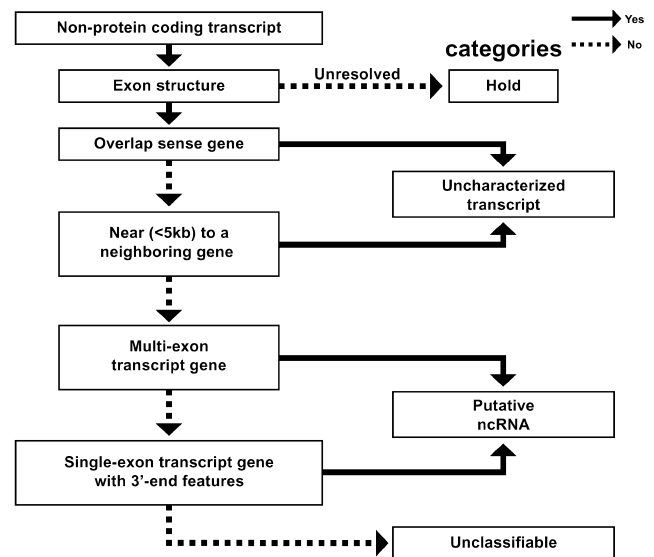 Non-protein coding transcript
Yes
No
categories
Exon structure
Unresolved
Hold
Overlap sense gene
Uncharacterized
transcript
Near (<5kb) to a
neighboring gene
Multi-exon
transcript gene
Putative
ncRNA
Single-exon transcript gene
with 3’-end features
Unclassifiable